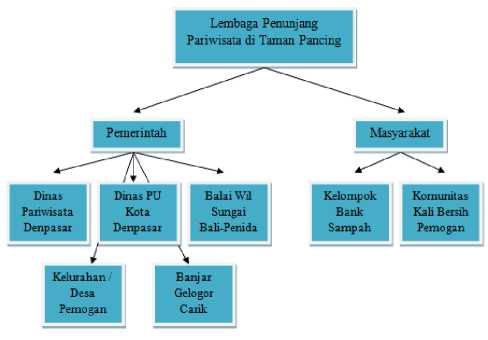 Lembaga Penunjang
Pariwisata di Taman Pancing
Pemerintah
Masyarakat
Dinas
Pariwisata
Denpasar
Dinas PU
Kota
Denpasar
Balai Wil
Sungai
Bali-Penida
Kelompok
Bank
Sampah
Komunitas
Kali Bersih
Pemogan
Kelurahan /
Desa
Pemogan
Banjar
Gelogor
Carik